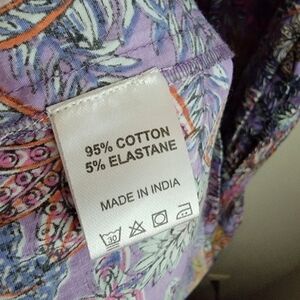 95% COTTON
5% ELASTANE
MADE IN INDIA
30